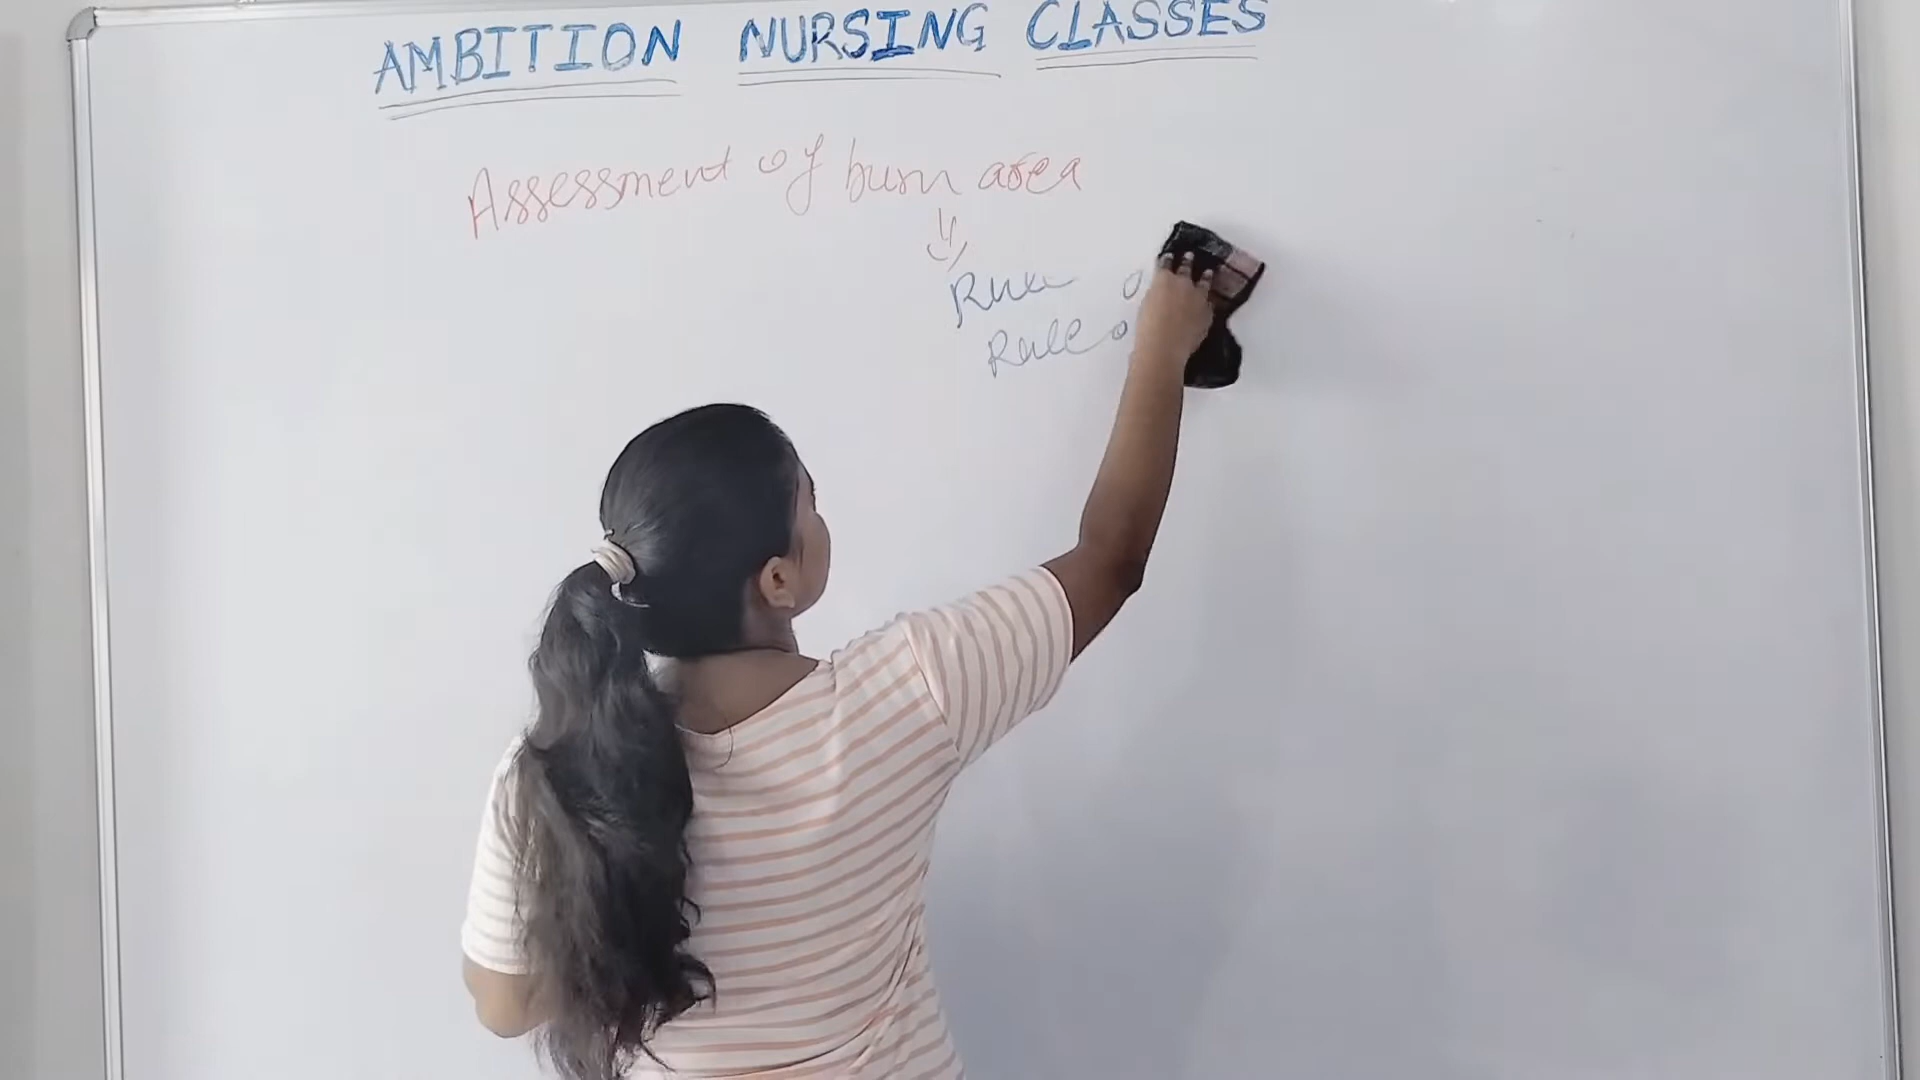 AMBITION NURSING CLASSES
Assessment of burn area
Rule o
Rule o